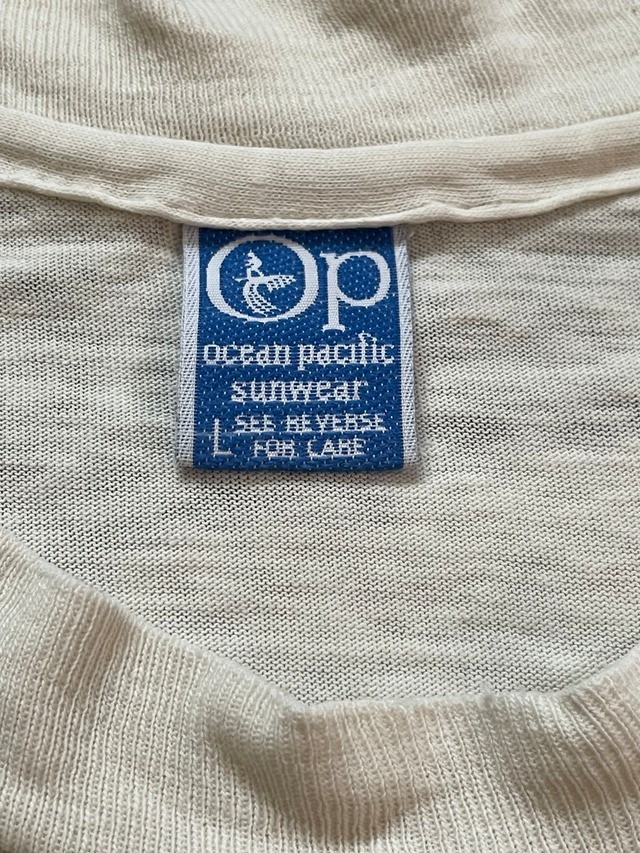 Op
ocean pacific
sunwear
L SEE REVERSE
FOR CARE